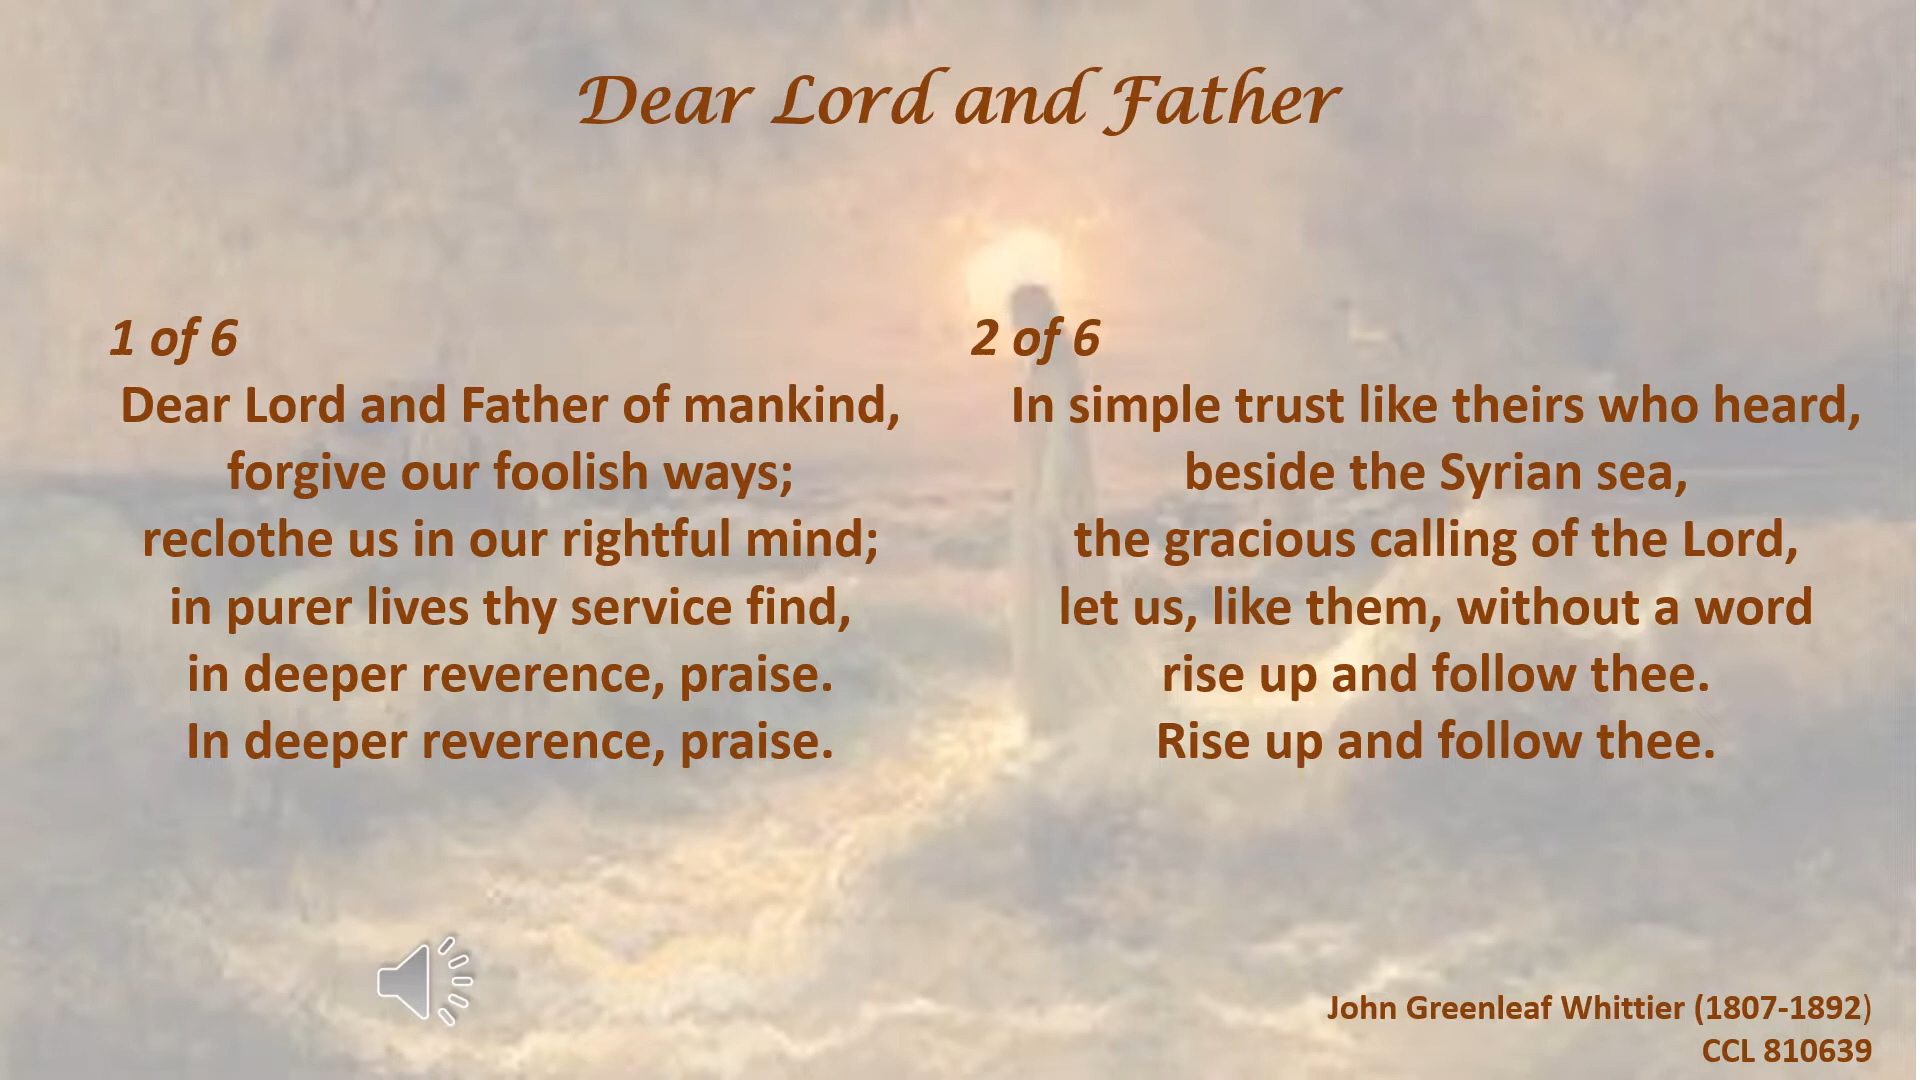 Dear Lord and Father
1 of 6
Dear Lord and Father of mankind,
forgive our foolish ways;
reclothe us in our rightful mind;
in purer lives thy service find,
in deeper reverence, praise.
In deeper reverence, praise.
2 of 6
In simple trust like theirs who heard,
beside the Syrian sea,
the gracious calling of the Lord,
let us, like them, without a word
rise up and follow thee.
Rise up and follow thee.
John Greenleaf Whittier (1807-1892)
CCL 810639